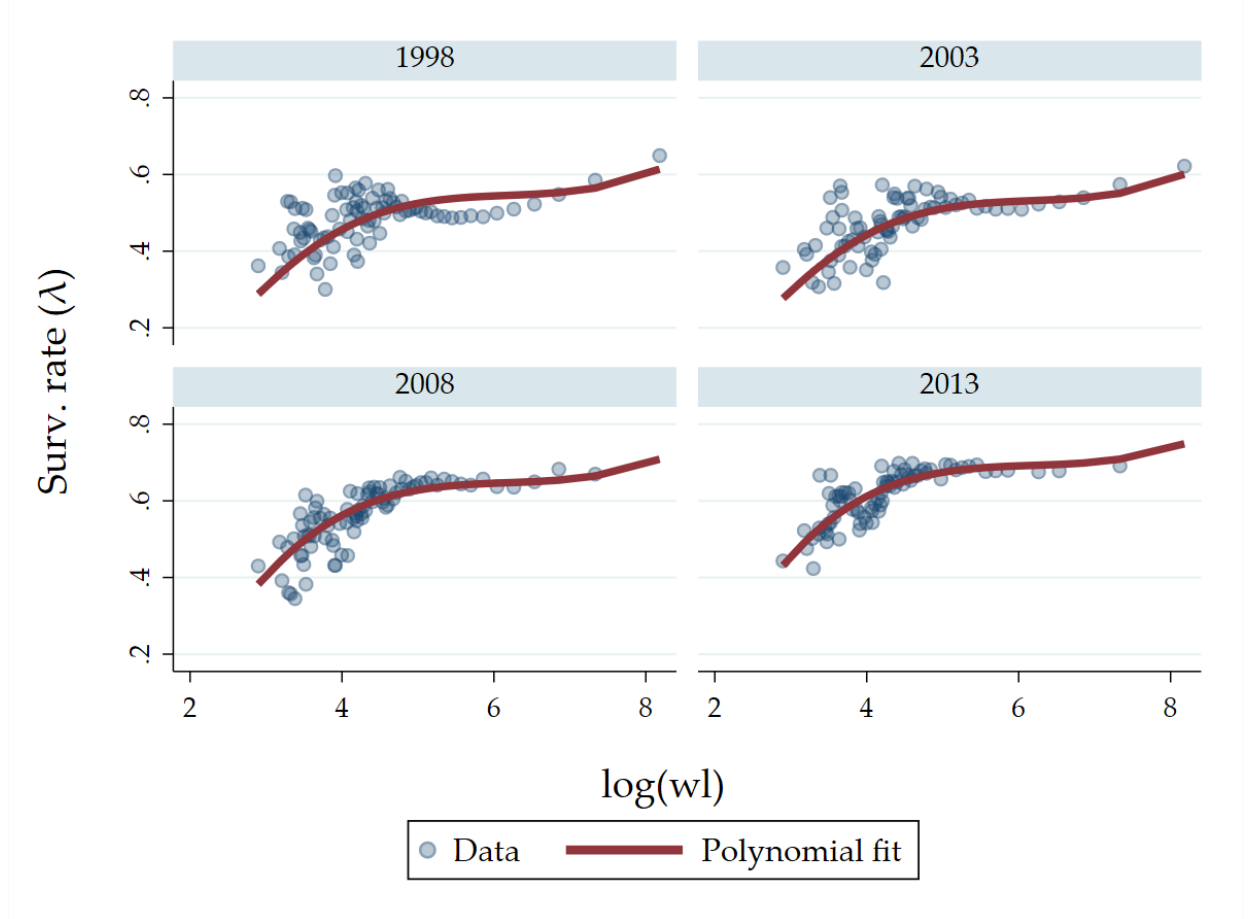 1998 2003
.8
.6
.4
.2
2008 2013
.8
.6
.4
.2
Surv. rate (λ)
2 4 6 8 2 4 6 8
log(wl)
Data Polynomial fit